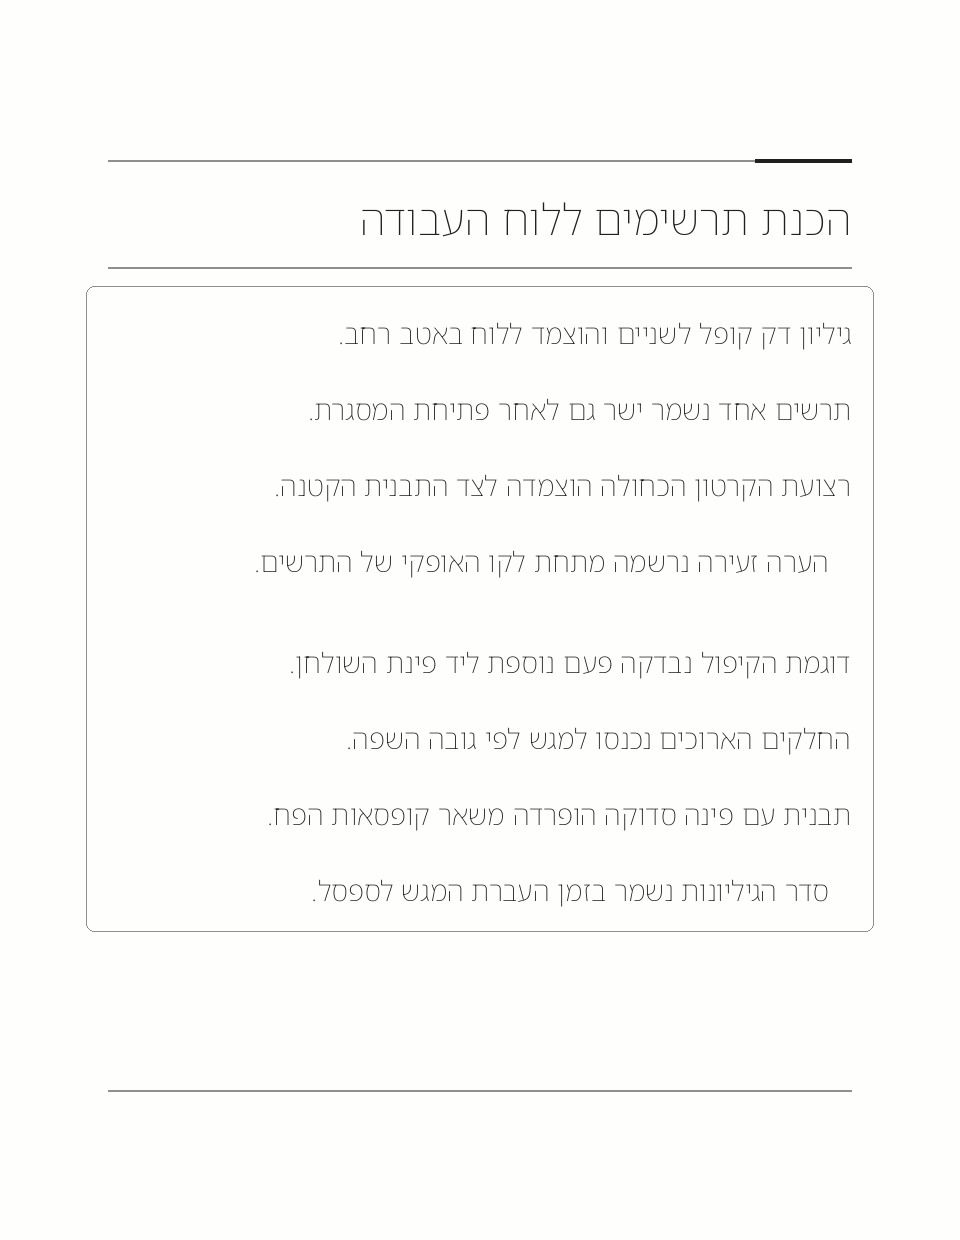 הכנת תרשימים ללוח העבודה
גיליון דק קופל לשניים והוצמד ללוח באטב רחב.
תרשים אחד נשמר ישר גם לאחר פתיחת המסגרת.
רצועת הקרטון הכחולה הוצמדה לצד התבנית הקטנה.
הערה זעירה נרשמה מתחת לקו האופקי של התרשים.
דוגמת הקיפול נבדקה פעם נוספת ליד פינת השולחן.
החלקים הארוכים נכנסו למגש לפי גובה השפה.
תבנית עם פינה סדוקה הופרדה משאר קופסאות הפח.
סדר הגיליונות נשמר בזמן העברת המגש לספסל.